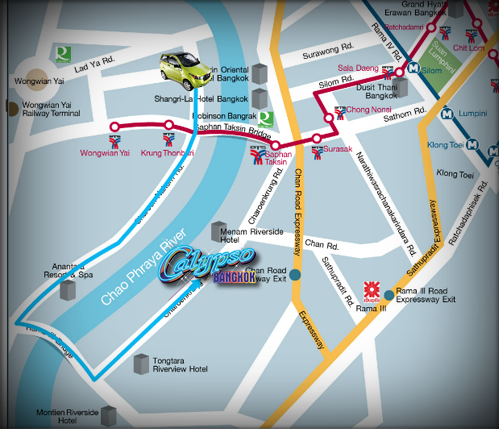 Grand Hyatt
Erawan Bangkok
Ratchadamri
Chit Lom
Rama IV Rd.
Surawong Rd.
Sala Daeng
Silom Rd.
Silom
Dusit Thani
Bangkok
Lumpini
Klong Toei
Klong Toei
Lad Ya Rd.
Wongwian Yai
Wongwian Yai
Railway Terminal
Oriental
Bangkok
Shangri-La Hotel Bangkok
Robinson Bangrak
Saphan Taksin Bridge
Chong Nonsi
Sathorn Rd.
Wongwian Yai
Krung Thonburi
Saphan
Taksin
Surasak
Charoenkrung Rd.
Chan Road Expressway
Narathiwasrachanakarindara Rd.
Ratchadaphisek Rd.
Expressway
Sathupradit
Menam Riverside
Hotel
Chan Rd.
Chao Phraya River
Calypso
BANGKOK
Chan Road
Exit
Sathupradit Rd.
Anantara
Resort & Spa
Rama III
Rama III Road
Expressway Exit
Expressway
Tongtara
Riverview Hotel
Montien Riverside
Hotel